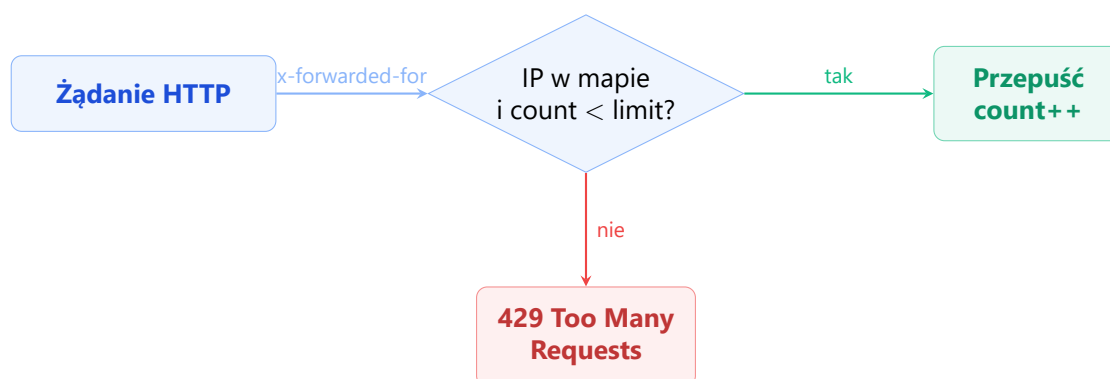 Żądanie HTTP
x-forwarded-for
IP w mapie
i count < limit?
tak
Przepuść
count++
nie
429 Too Many
Requests